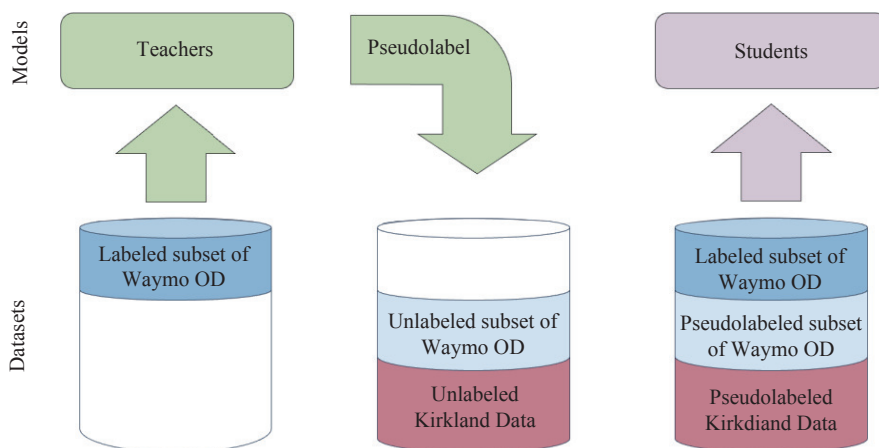 Models
Teachers
Pseudolabel
Students
Datasets
Labeled subset of
Waymo OD
Unlabeled subset of
Waymo OD
Unlabeled
Kirkland Data
Labeled subset of
Waymo OD
Pseudolabeled subset
of Waymo OD
Pseudolabeled
Kirkdiand Data